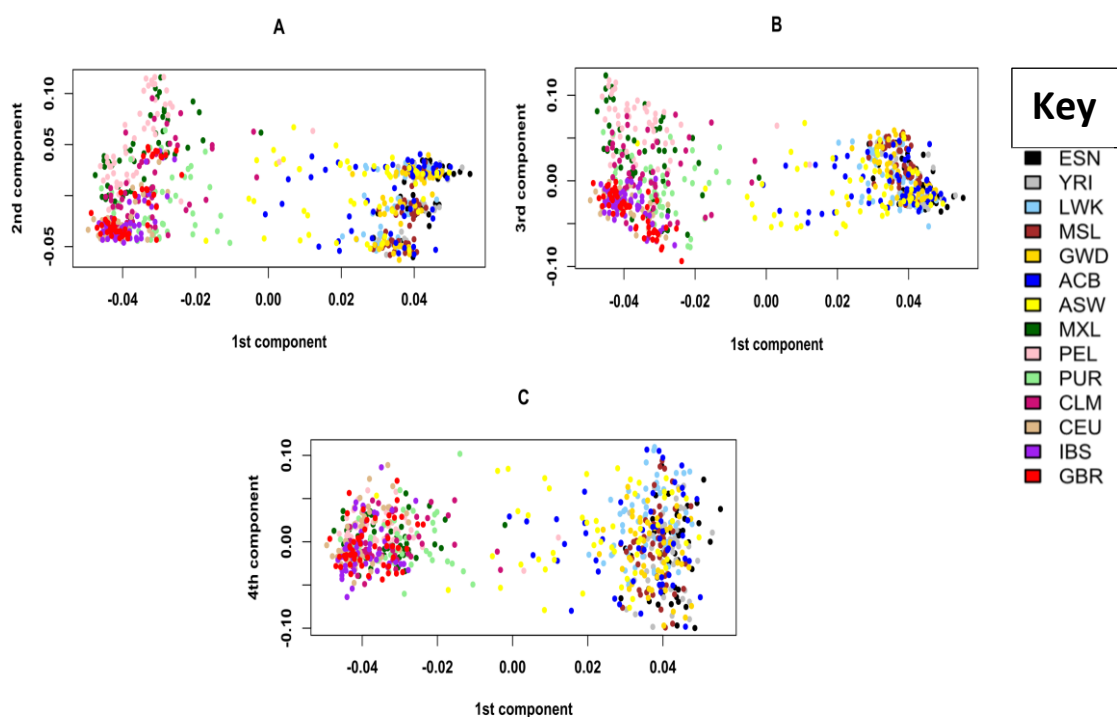 A
2nd component
0.10
0.05
-0.05
-0.04
-0.02
0.00
0.02
0.04
1st component
B
3rd component
0.10
0.00
-0.10
-0.04
-0.02
0.00
0.02
0.04
1st component
C
4th component
0.10
0.00
-0.10
-0.04
-0.02
0.00
0.02
0.04
1st component
Key
ESN
YRI
LWK
MSL
GWD
ACB
ASW
MXL
PEL
PUR
CLM
CEU
IBS
GBR